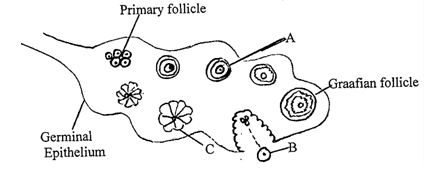 Primary follicle
A
Graafian follicle
Germinal
Epithelium
C
B